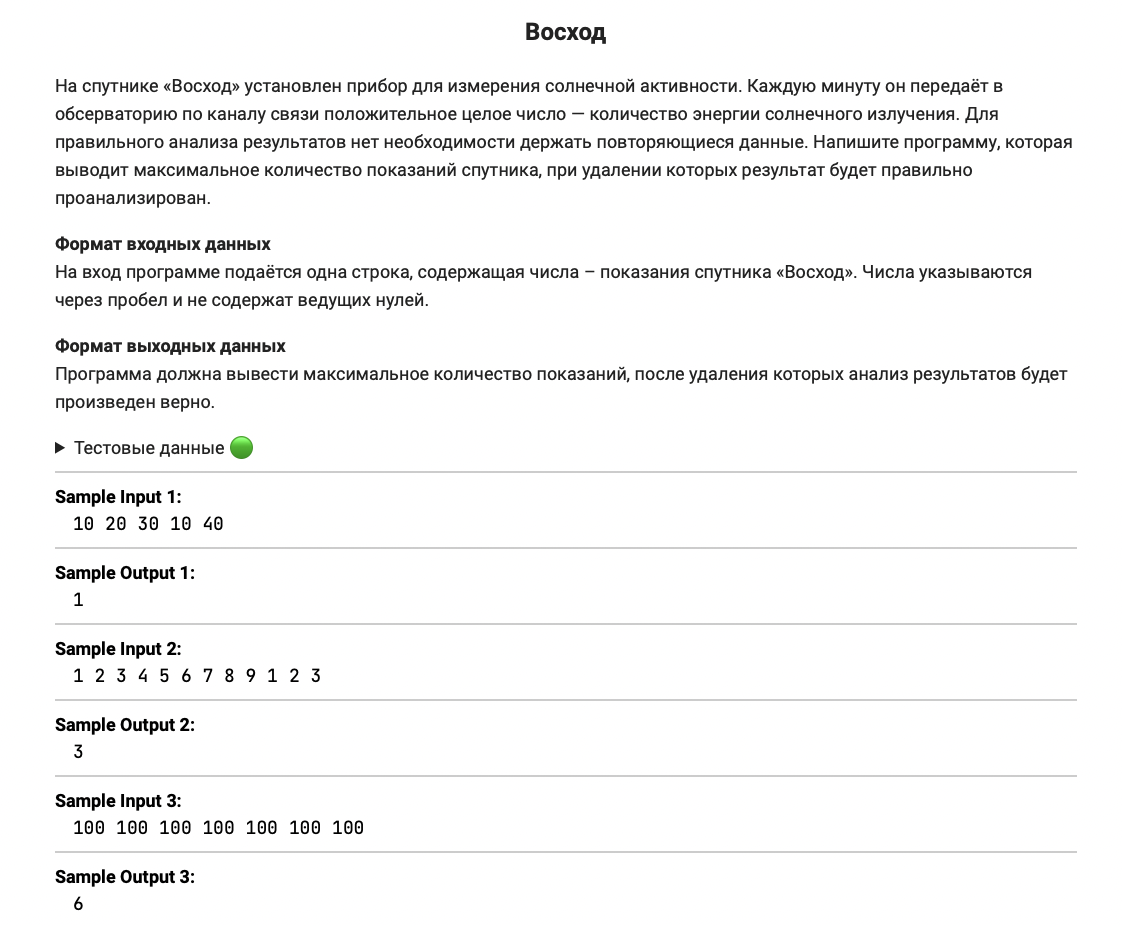 Восход
На спутнике «Восход» установлен прибор для измерения солнечной активности. Каждую минуту он передаёт в
обсерваторию по каналу связи положительное целое число — количество энергии солнечного излучения. Для
правильного анализа результатов нет необходимости держать повторяющиеся данные. Напишите программу, которая
выводит максимальное количество показаний спутника, при удалении которых результат будет правильно
проанализирован.
Формат входных данных
На вход программе подаётся одна строка, содержащая числа – показания спутника «Восход». Числа указываются
через пробел и не содержат ведущих нулей.
Формат выходных данных
Программа должна вывести максимальное количество показаний, после удаления которых анализ результатов будет
произведен верно.
Тестовые данные
Sample Input 1:
10 20 30 10 40
Sample Output 1:
1
Sample Input 2:
1 2 3 4 5 6 7 8 9 1 2 3
Sample Output 2:
3
Sample Input 3:
100 100 100 100 100 100 100
Sample Output 3:
6